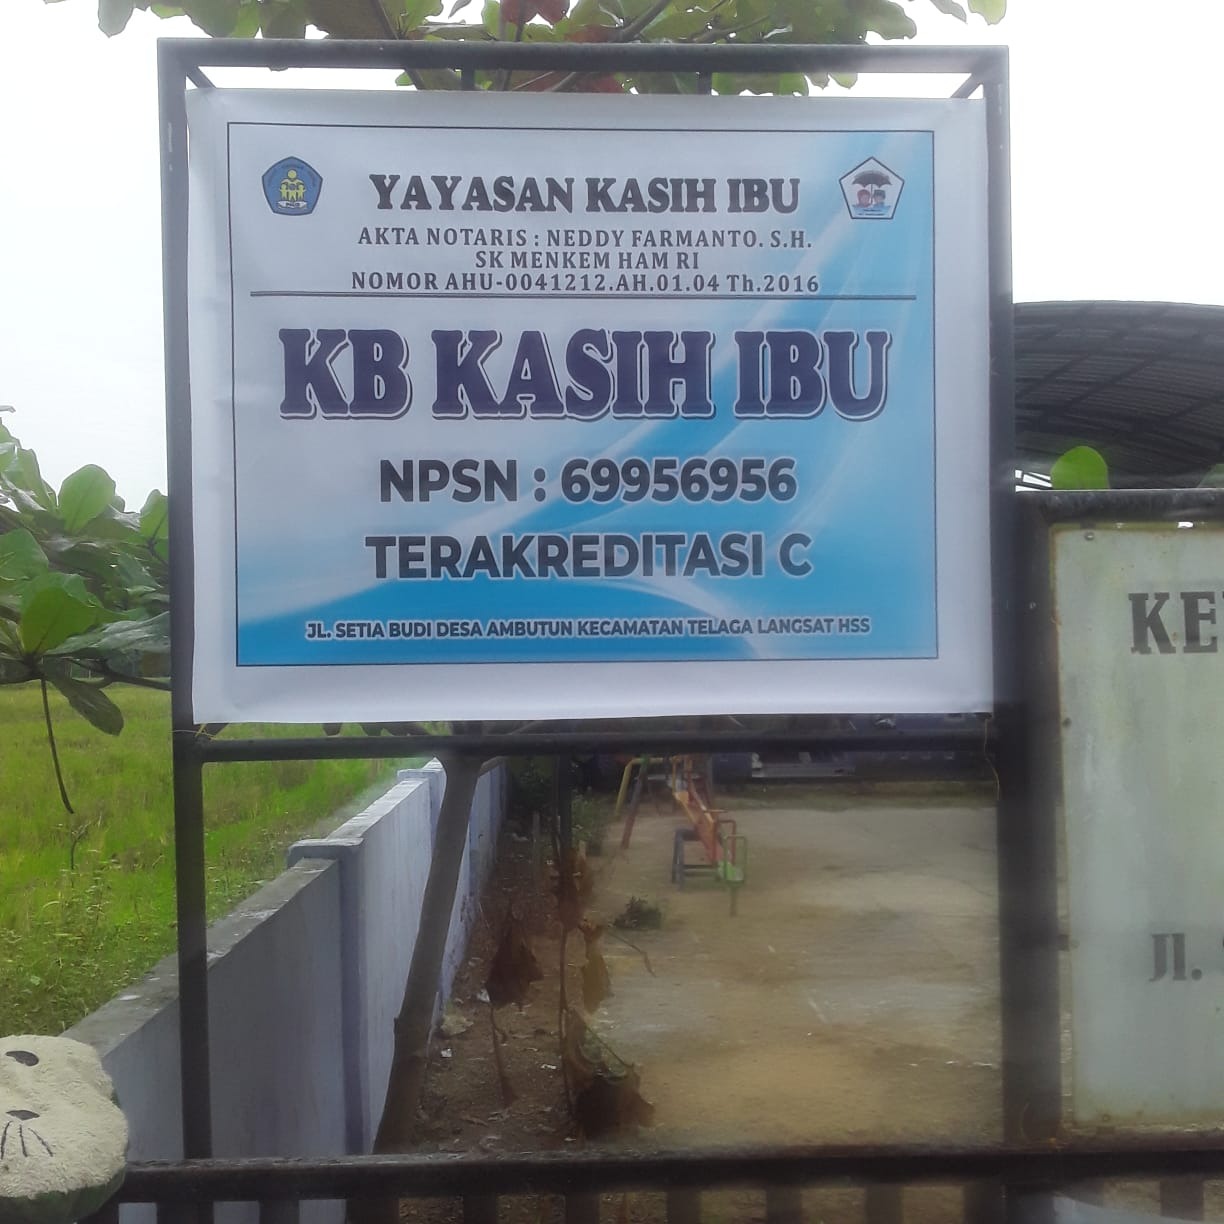 YAYASAN KASIH IBU
AKTA NOTARIS : NEDDY FARMANTO. S.H.
SK MENKEM HAM RI
NOMOR AHU-0041212.AH.01.04 Th.2016
KB KASIH IBU
NPSN : 69956956
TERAKREDITASI C
JL. SETIA BUDI DESA AMBUTUN KECAMATAN TELAGA LANGSAT HSS
Jl.